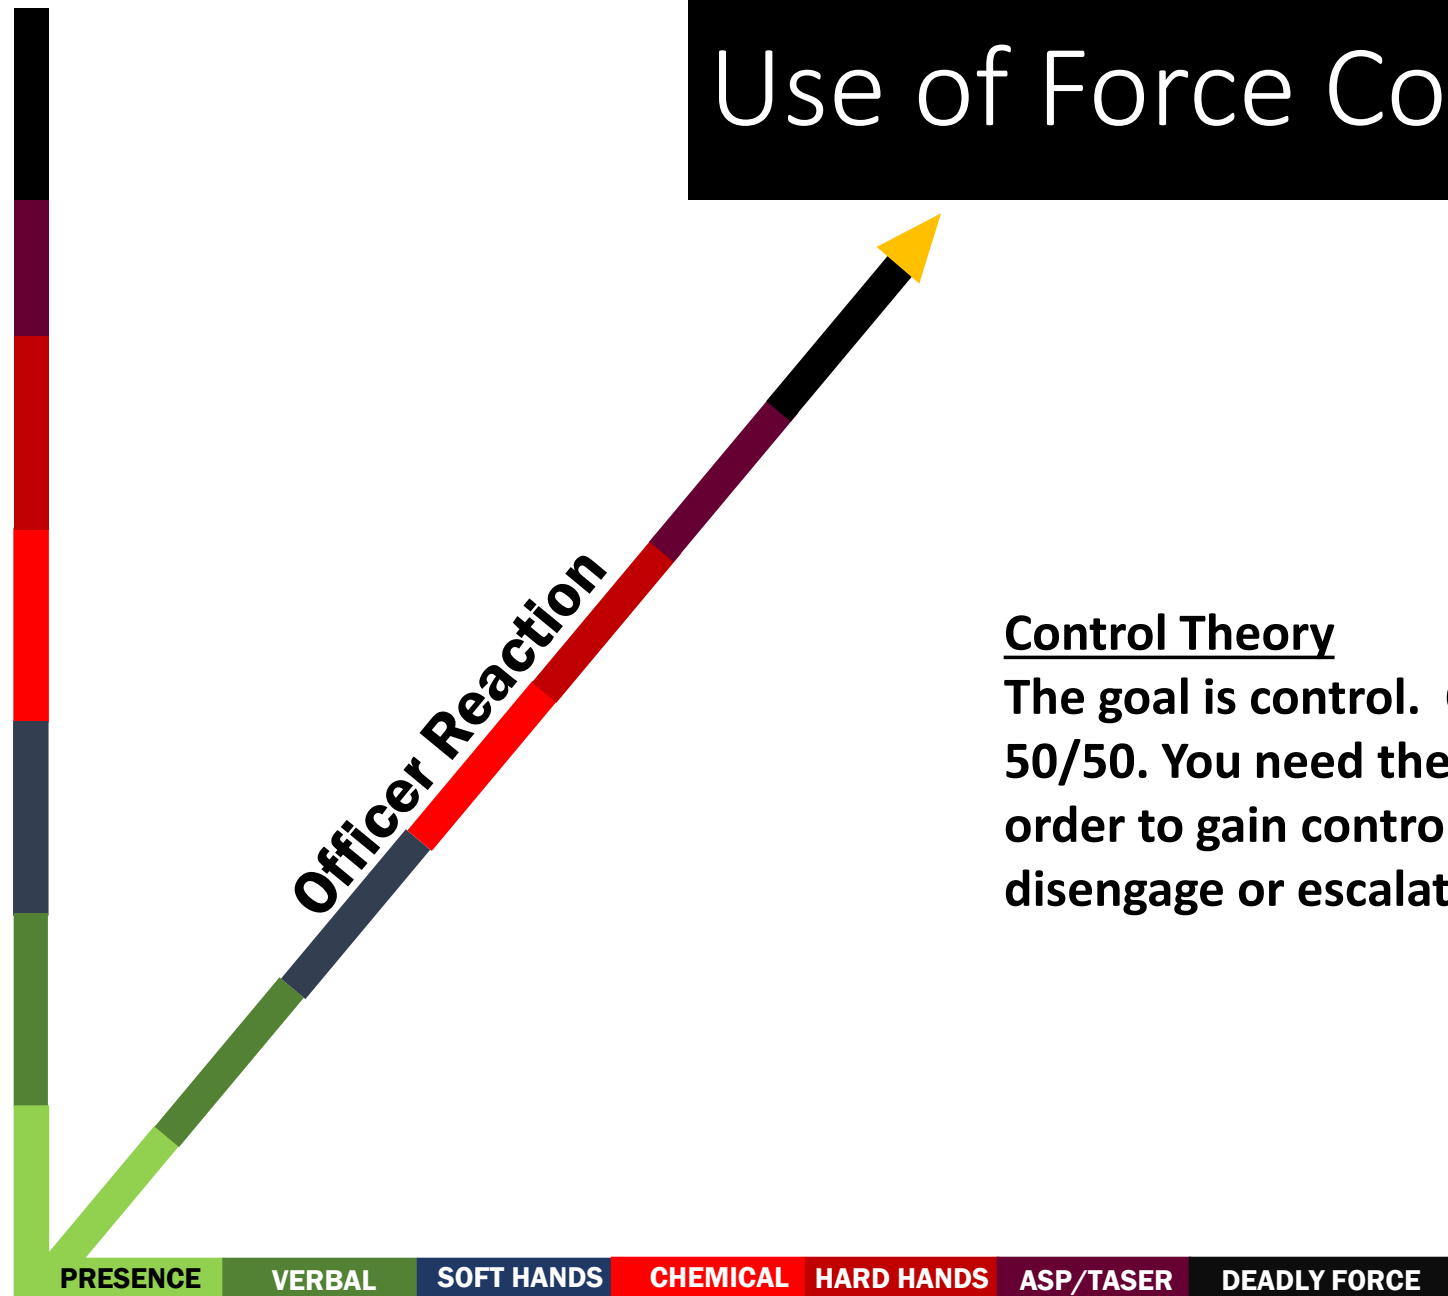 Use of Force Co
Officer Reaction
Control Theory
The goal is control.
50/50. You need the
order to gain contro
disengage or escalat
PRESENCE VERBAL SOFT HANDS CHEMICAL HARD HANDS ASP/TASER DEADLY FORCE